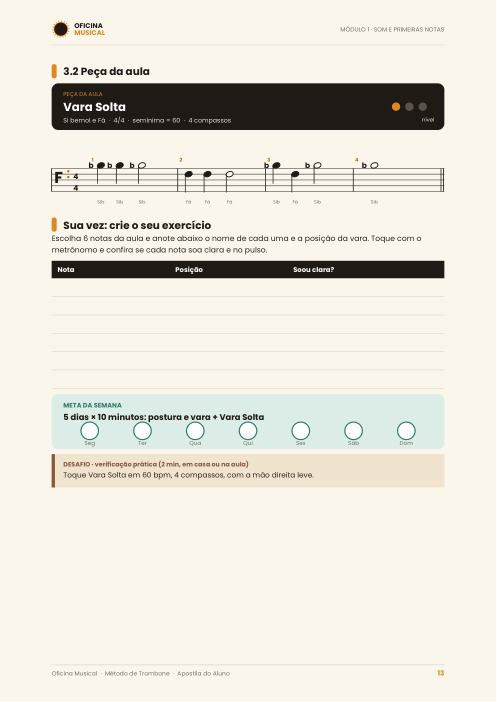 OFICINA
MUSICAL
MÓDULO 1 · SOM E PRIMEIRAS NOTAS
3.2 Peça da aula
PEÇA DA AULA
Vara Solta
Si bemol e Fá · 4/4 · semínima = 60 · 4 compassos
nível
1 2 3 4
F 4 4
Sib Sib Sib Fá Fá Fá Sib Fá Sib Sib
Sua vez: crie o seu exercício
Escolha 6 notas da aula e anote abaixo o nome de cada uma e a posição da vara. Toque com o
metrônomo e confira se cada nota soa clara e no pulso.
Nota Posição Soou clara?
META DA SEMANA
5 dias × 10 minutos: postura e vara + Vara Solta
Seg Ter Qua Qui Sex Sáb Dom
DESAFIO · verificação prática (2 min, em casa ou na aula)
Toque Vara Solta em 60 bpm, 4 compassos, com a mão direita leve.
Oficina Musical · Método de Trombone · Apostila do Aluno
13